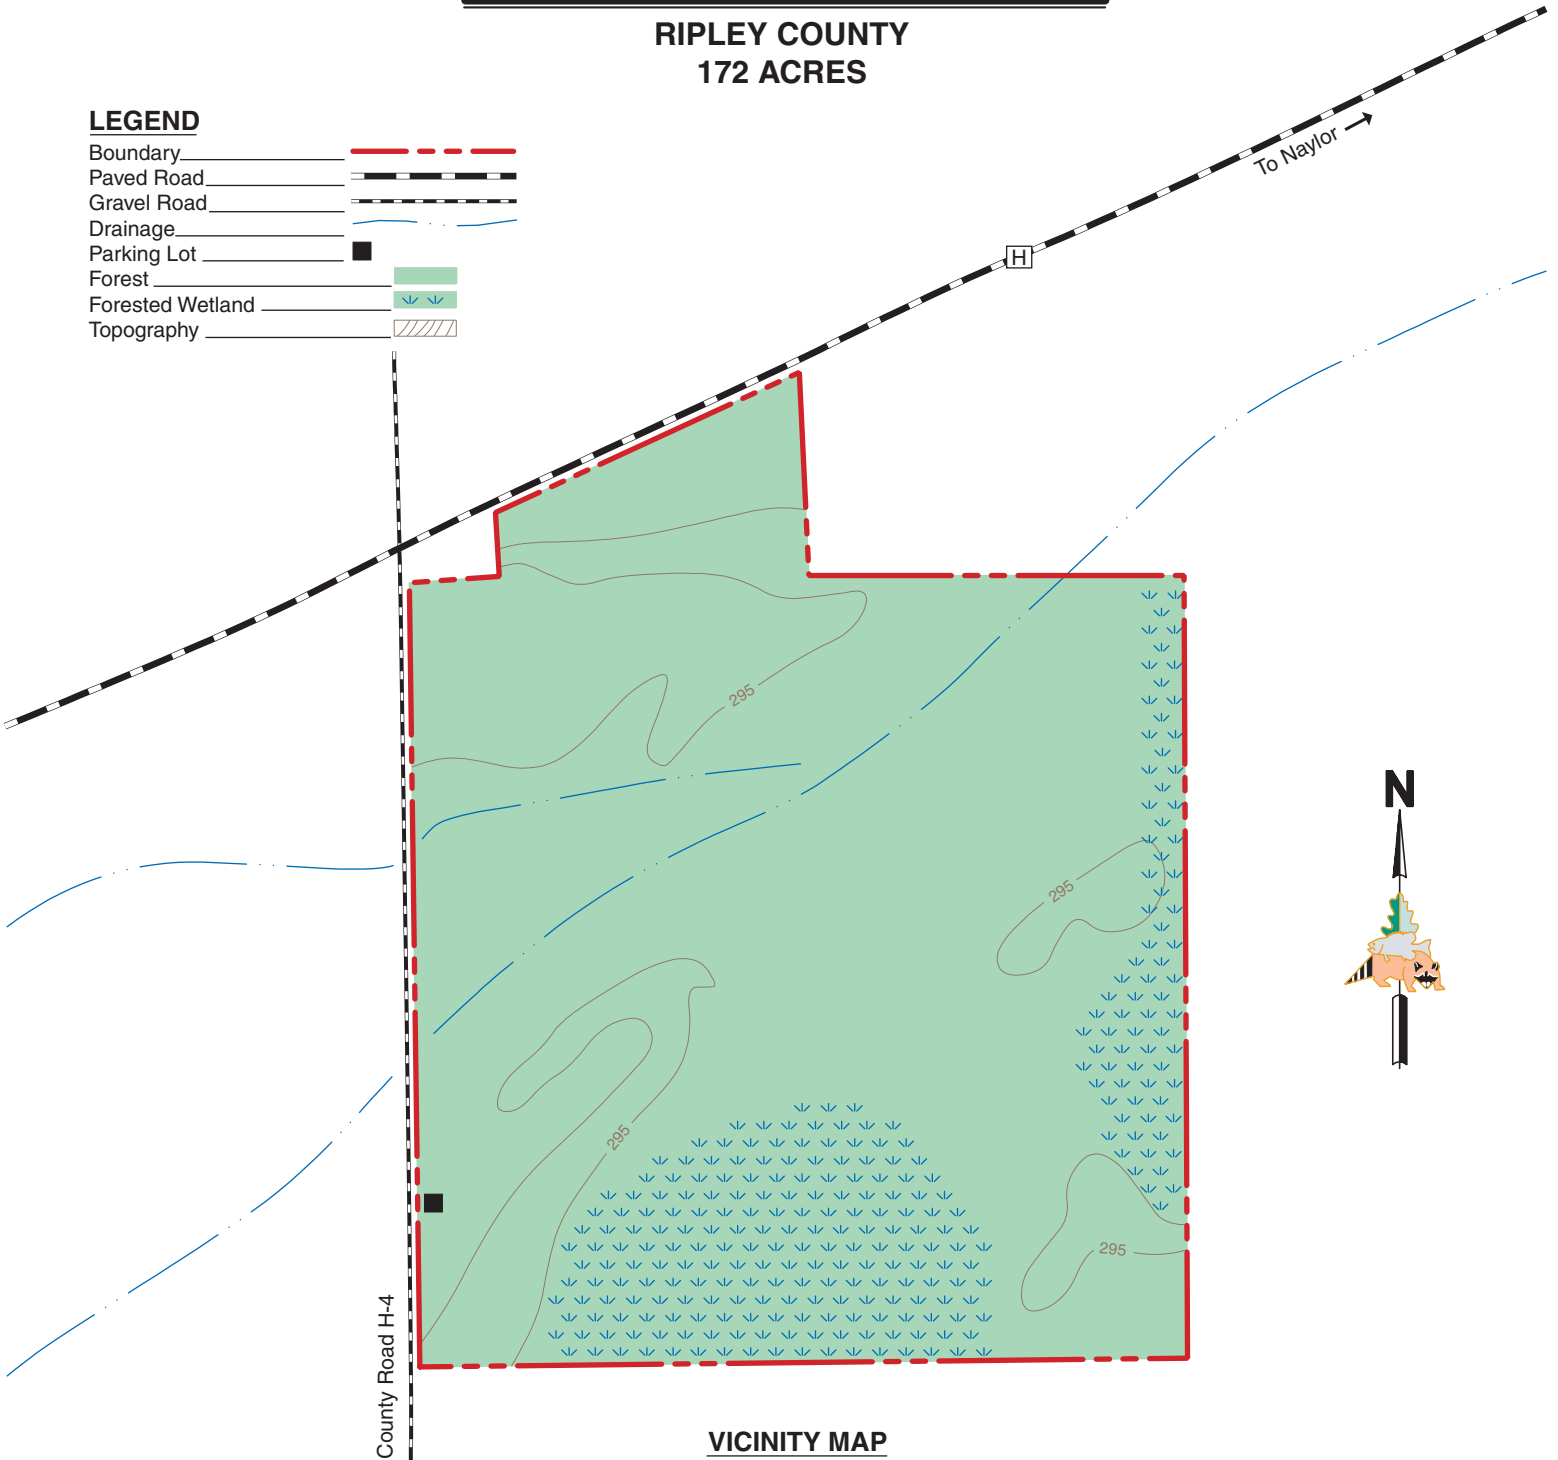 RIPLEY COUNTY
172 ACRES
LEGEND
Boundary
Paved Road
Gravel Road
Drainage
Parking Lot
Forest
Forested Wetland
Topography
To Naylor
H
295
295
295
295
N
County Road H-4
VICINITY MAP